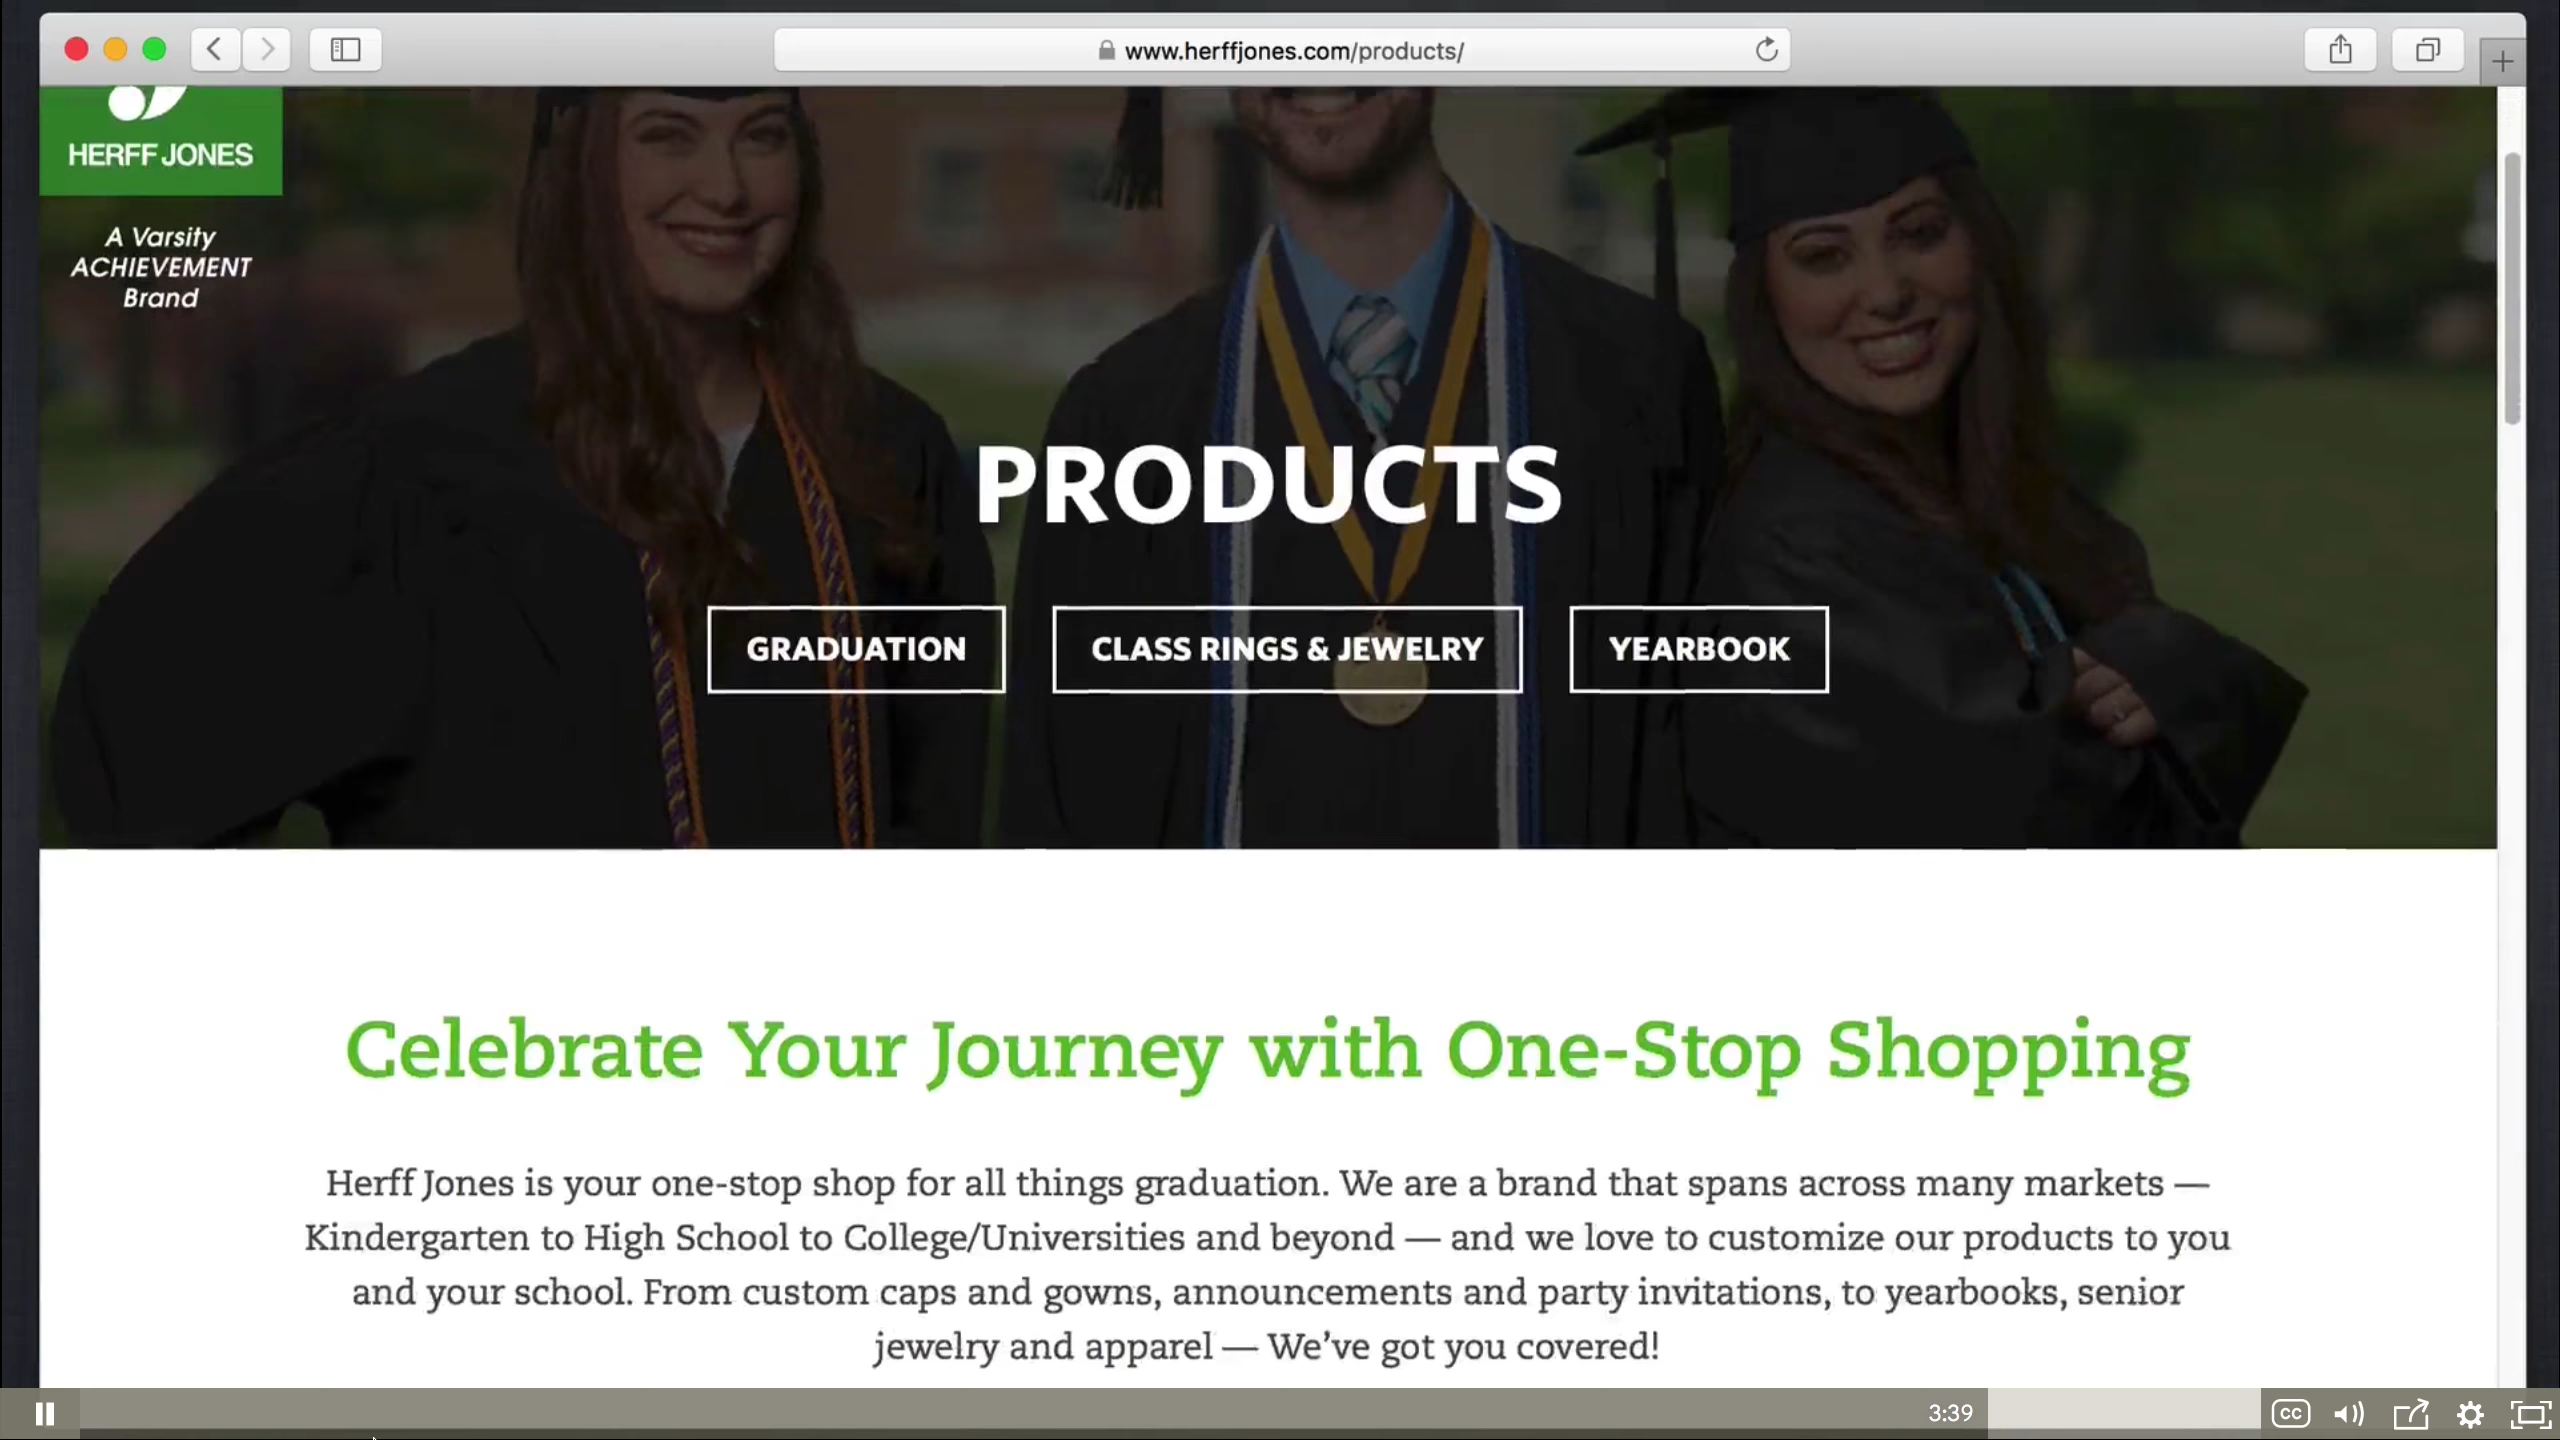 www.herffjones.com/products/
HERFF JONES
A Varsity
ACHIEVEMENT
Brand
PRODUCTS
GRADUATION
CLASS RINGS & JEWELRY
YEARBOOK
Celebrate Your Journey with One-Stop Shopping
Herff Jones is your one-stop shop for all things graduation. We are a brand that spans across many markets —
Kindergarten to High School to College/Universities and beyond — and we love to customize our products to you
and your school. From custom caps and gowns, announcements and party invitations, to yearbooks, senior
jewelry and apparel — We've got you covered!
3:39
CC